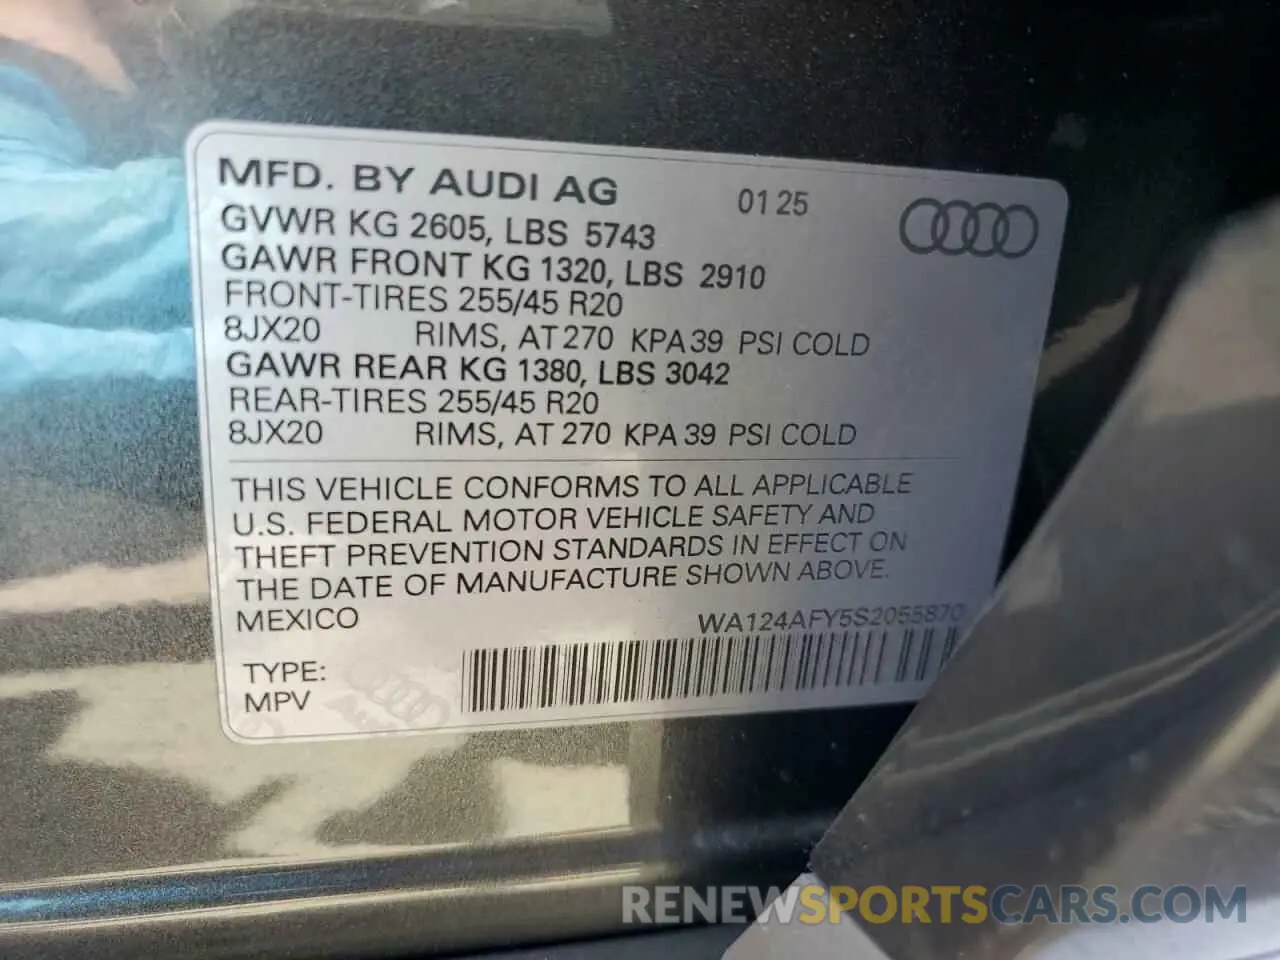 MFD. BY AUDI AG 01 25
GVWR KG 2605, LBS 5743
GAWR FRONT KG 1320, LBS 2910
FRONT-TIRES 255/45 R20
8JX20 RIMS, AT 270 KPA 39 PSI COLD
GAWR REAR KG 1380, LBS 3042
REAR-TIRES 255/45 R20
8JX20 RIMS, AT 270 KPA 39 PSI COLD
THIS VEHICLE CONFORMS TO ALL APPLICABLE
U.S. FEDERAL MOTOR VEHICLE SAFETY AND
THEFT PREVENTION STANDARDS IN EFFECT ON
THE DATE OF MANUFACTURE SHOWN ABOVE.
MEXICO WA124AFY5S2055870
TYPE:
MPV
RENEWSPORTSCARS.COM